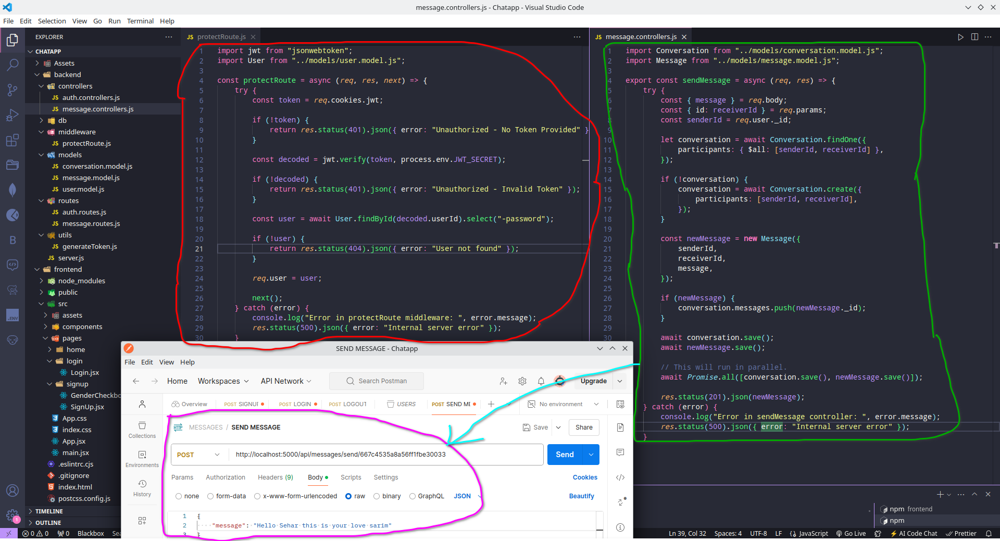 message.controllers.js - Chatapp - Visual Studio Code
File Edit Selection View Go Run Terminal Help
EXPLORER
CHATAPP
Assets
backend
controllers
JS auth.controllers.js
JS message.controllers.js
db
middleware
JS protectRoute.js
models
JS conversation.model.js
JS message.model.js
JS user.model.js
routes
JS auth.routes.js
JS message.routes.js
utils
JS generateToken.js
JS server.js
frontend
node_modules
public
src
assets
components
pages
home
login
Login.jsx
signup
GenderCheckbo
SignUp.jsx
App.css
index.css
App.jsx
main.jsx
.eslintrc.cjs
.gitignore
index.html
postcss.config.js
TIMELINE
OUTLINE
JS protectRoute.js
1 import jwt from "jsonwebtoken";
2 import User from "../models/user.model.js";
3
4 const protectRoute = async (req, res, next) => {
5 try {
6 const token = req.cookies.jwt;
7
8 if (!token) {
9 return res.status(401).json({ error: "Unauthorized - No Token Provided" }
10 }
11
12 const decoded = jwt.verify(token, process.env.JWT_SECRET);
13
14 if (!decoded) {
15 return res.status(401).json({ error: "Unauthorized - Invalid Token" });
16 }
17
18 const user = await User.findById(decoded.userId).select("-password");
19
20 if (!user) {
21 return res.status(404).json({ error: "User not found" });
22 }
23
24 req.user = user;
25
26 next();
27 } catch (error) {
28 console.log("Error in protectRoute middleware: ", error.message);
29 res.status(500).json({ error: "Internal server error" });
30 }
JS message.controllers.js
1 import Conversation from "../models/conversation.model.js";
2 import Message from "../models/message.model.js";
3
4 export const sendMessage = async (req, res) => {
5 try {
6 const { message } = req.body;
7 const { id: receiverId } = req.params;
8 const senderId = req.user._id;
9
10 let conversation = await Conversation.findOne({
11 participants: { $all: [senderId, receiverId] },
12 });
13
14 if (!conversation) {
15 conversation = await Conversation.create({
16 participants: [senderId, receiverId],
17 });
18 }
19
20 const newMessage = new Message({
21 senderId,
22 receiverId,
23 message,
24 });
25
26 if (newMessage) {
27 conversation.messages.push(newMessage._id);
28 }
29
30 await conversation.save();
await newMessage.save();
// This will run in parallel.
await Promise.all([conversation.save(), newMessage.save()]);
res.status(201).json(newMessage);
} catch (error) {
console.log("Error in sendMessage controller: ", error.message);
res.status(500).json({ error: "Internal server error" });
}
SEND MESSAGE - Chatapp
File Edit View Help
Home Workspaces API Network Search Postman Upgrade
Overview POST SIGNUP POST LOGIN POST LOGOUT USERS POST SEND ME No environment
HTTP MESSAGES / SEND MESSAGE Save Share
Collections
Environments
History
POST http://localhost:5000/api/messages/send/667c4535a8a56ff1fbe30033 Send
Params Authorization Headers (9) Body Scripts Settings Cookies
none form-data x-www-form-urlencoded raw binary GraphQL JSON Beautify
1 {
2 "message": "Hello Sehar this is your love sarim"
3 }
npm frontend
npm
.ENV
B
1
0 0 0 Blackbox Sea
Ln 39, Col 32 Spaces: 4 UTF-8 LF JavaScript Go Live AI Code Chat Prettier